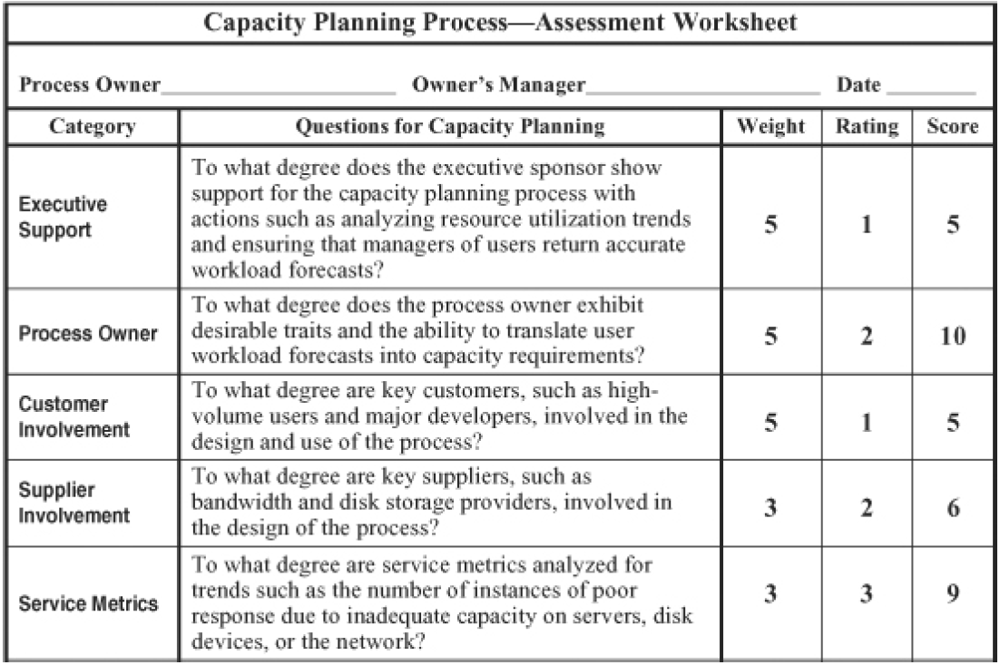 Capacity Planning Process—Assessment Worksheet
Process Owner______________________ Owner's Manager______________________ Date ________
Category Questions for Capacity Planning Weight Rating Score
Executive
Support
To what degree does the executive sponsor show
support for the capacity planning process with
actions such as analyzing resource utilization trends
and ensuring that managers of users return accurate
workload forecasts?
5 1 5
Process Owner
To what degree does the process owner exhibit
desirable traits and the ability to translate user
workload forecasts into capacity requirements?
5 2 10
Customer
Involvement
To what degree are key customers, such as high-
volume users and major developers, involved in the
design and use of the process?
5 1 5
Supplier
Involvement
To what degree are key suppliers, such as
bandwidth and disk storage providers, involved in
the design of the process?
3 2 6
Service Metrics
To what degree are service metrics analyzed for
trends such as the number of instances of poor
response due to inadequate capacity on servers, disk
devices, or the network?
3 3 9